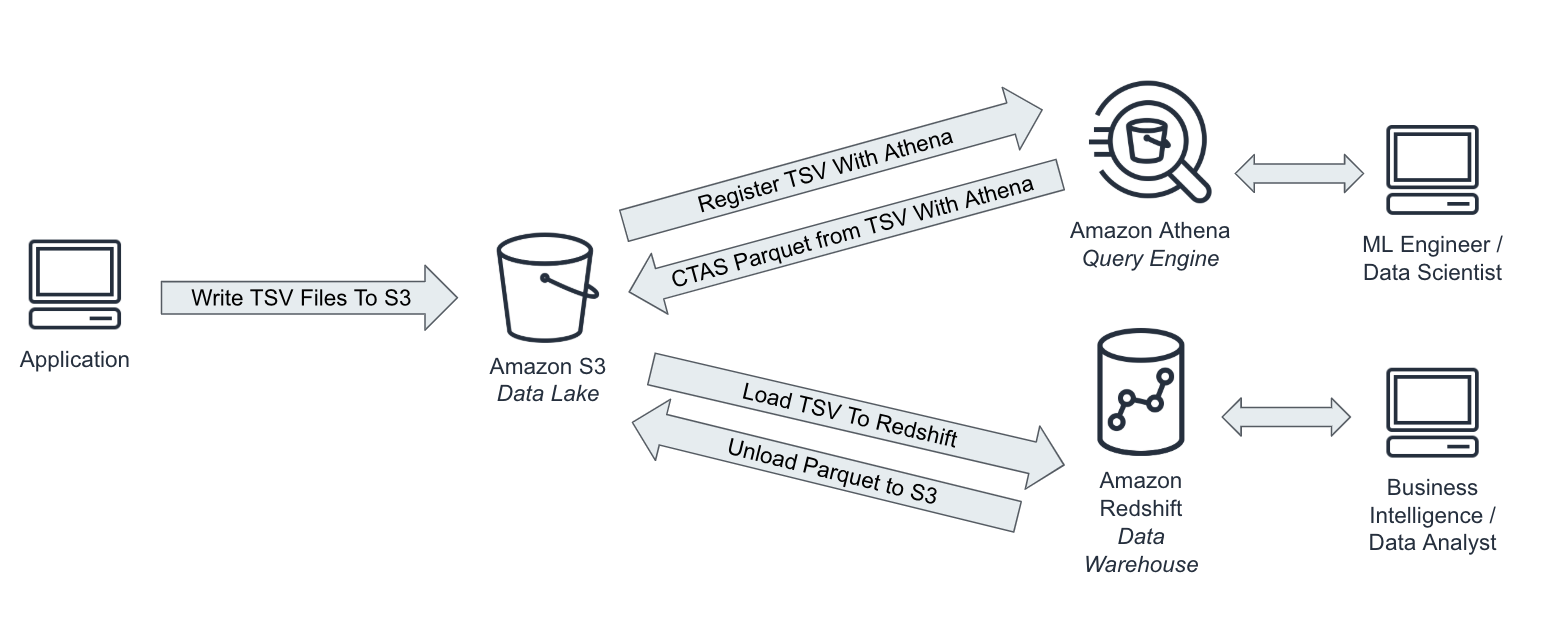 Application
Write TSV Files To S3
Amazon S3
Data Lake
Register TSV With Athena
CTAS Parquet from TSV With Athena
Load TSV To Redshift
Unload Parquet to S3
Amazon Athena
Query Engine
ML Engineer /
Data Scientist
Amazon
Redshift
Data
Warehouse
Business
Intelligence /
Data Analyst